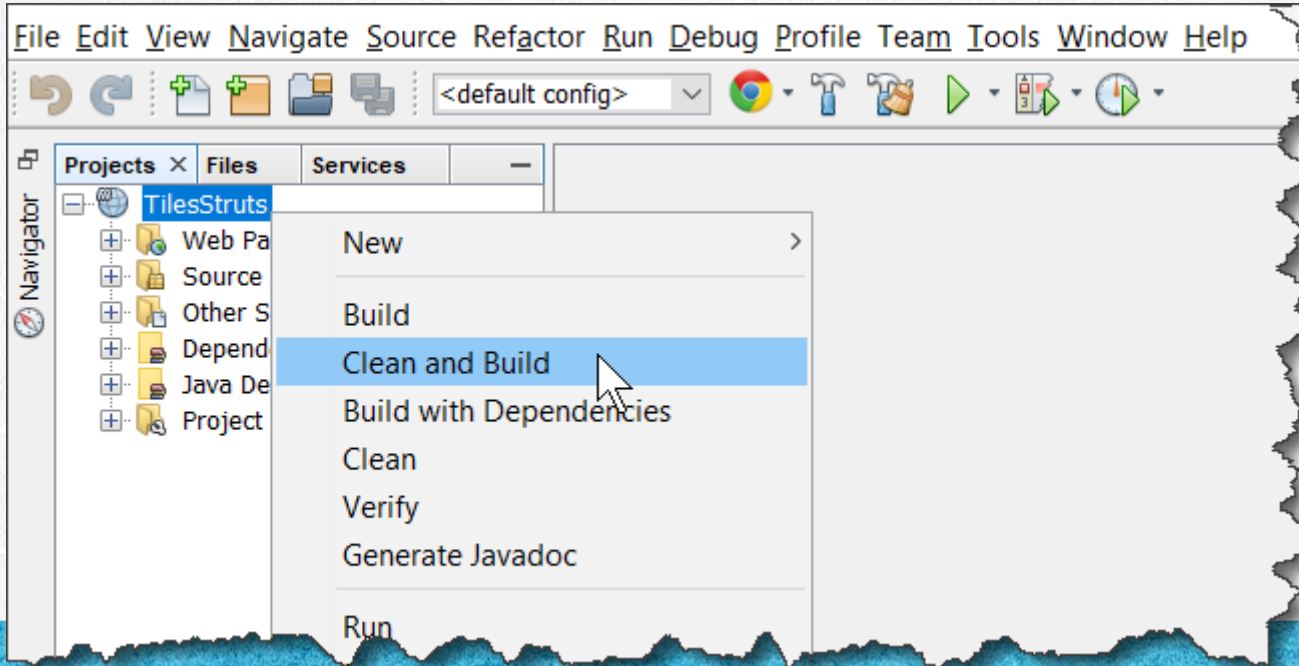 File Edit View Navigate Source Refactor Run Debug Profile Team Tools Window Help
<default config>
Projects Files Services
Navigator
TilesStruts
Web Pa
Source
Other S
Depend
Java De
Project
New
Build
Clean and Build
Build with Dependencies
Clean
Verify
Generate Javadoc
Run